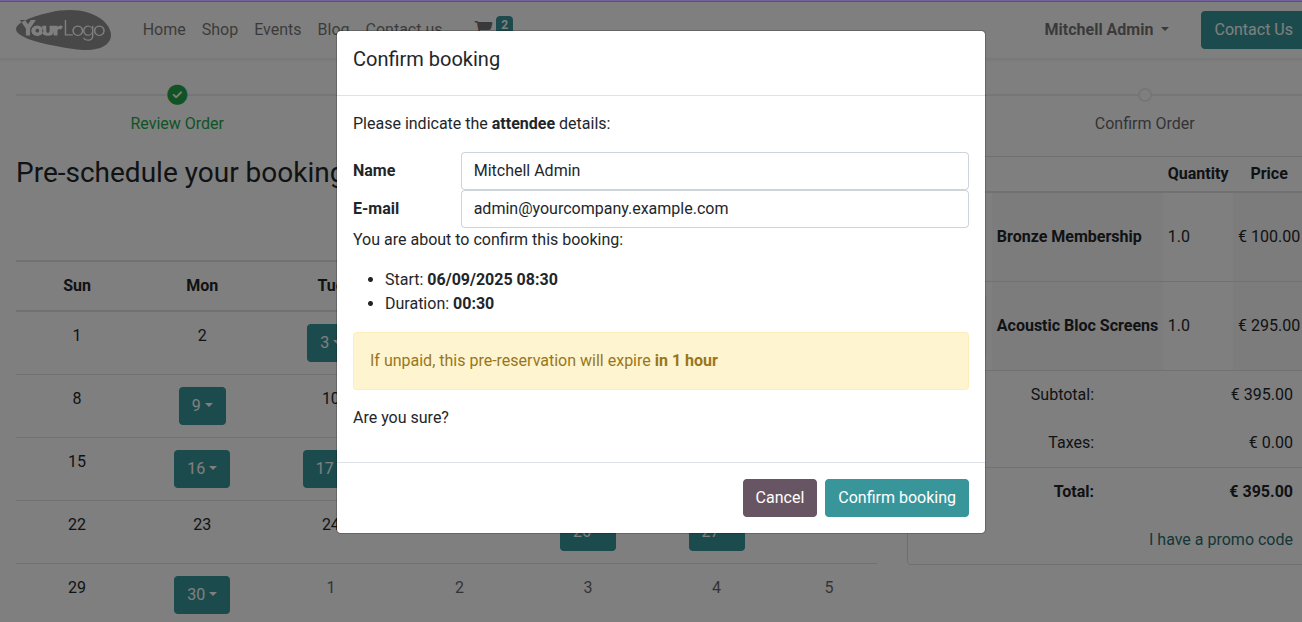 YourLogo Home Shop Events Blog Contact us 2 Mitchell Admin Contact Us
Confirm booking
Review Order
Confirm Order
Pre-schedule your booking
Please indicate the attendee details:
Name Mitchell Admin
E-mail admin@yourcompany.example.com
You are about to confirm this booking:
• Start: 06/09/2025 08:30
• Duration: 00:30
If unpaid, this pre-reservation will expire in 1 hour
Are you sure?
Cancel Confirm booking
Sun Mon
1 2 3
8 9 10
15 16 17
22 23 24
29 30 1 2 3 4 5
Quantity Price
Bronze Membership 1.0 € 100.00
Acoustic Bloc Screens 1.0 € 295.00
Subtotal: € 395.00
Taxes: € 0.00
Total: € 395.00
I have a promo code